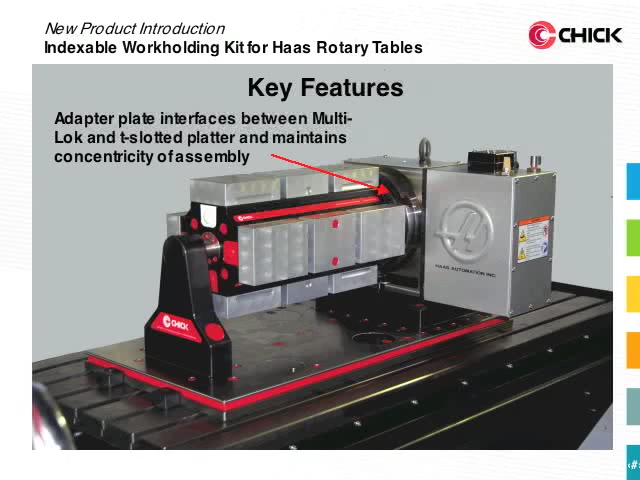 New Product Introduction
Indexable Workholding Kit for Haas Rotary Tables
CHICK
Key Features
Adapter plate interfaces between Multi-
Lok and t-slotted platter and maintains
concentricity of assembly
HAAS AUTOMATION INC.
CHICK
‹#›